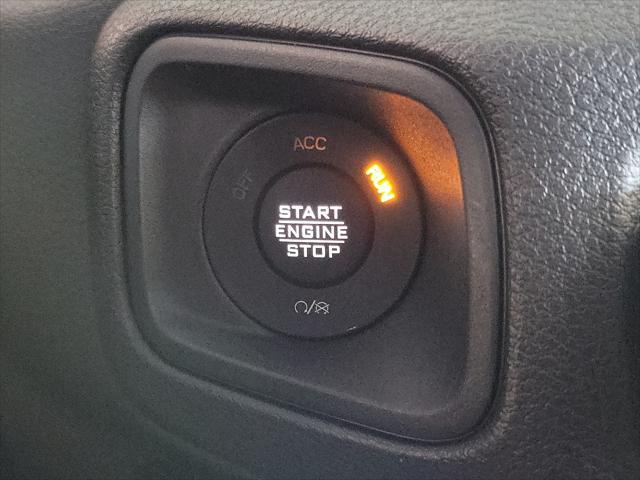 ACC
OFF
RUN
START
ENGINE
STOP